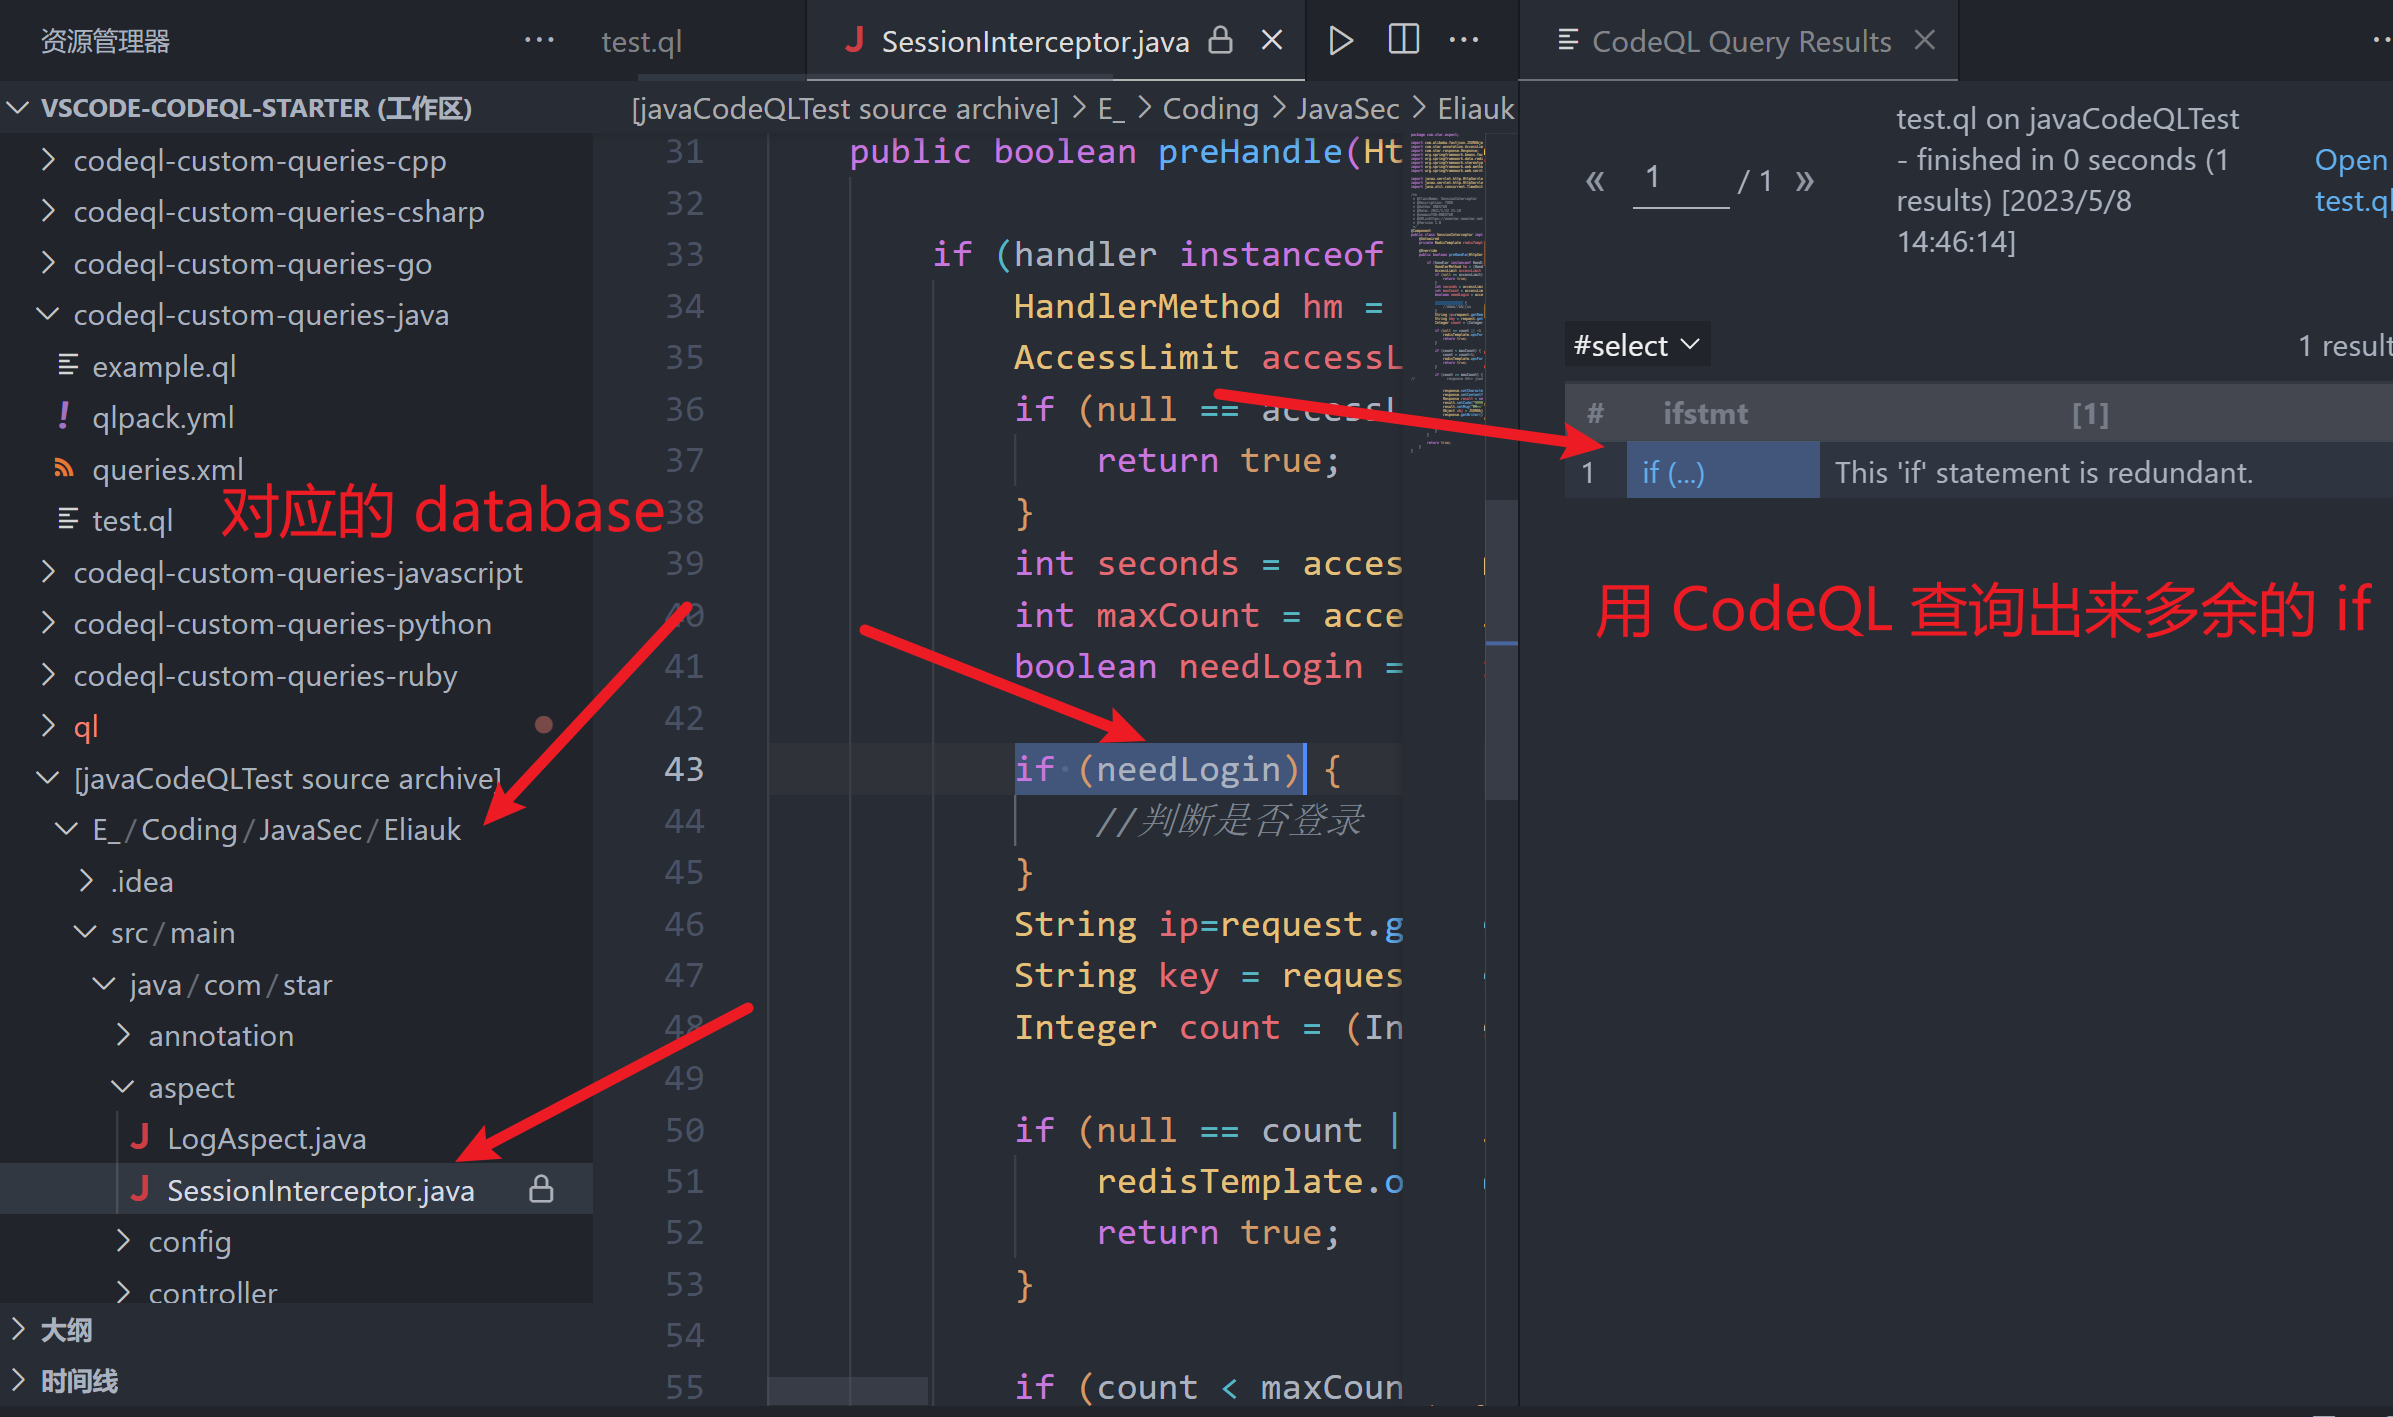 资源管理器
test.ql
SessionInterceptor.java
CodeQL Query Results
VSCODE-CODEQL-STARTER (工作区)
codeql-custom-queries-cpp
codeql-custom-queries-csharp
codeql-custom-queries-go
codeql-custom-queries-java
example.ql
qlpack.yml
queries.xml
test.ql
codeql-custom-queries-javascript
codeql-custom-queries-python
codeql-custom-queries-ruby
ql
[javaCodeQLTest source archive]
E_/Coding/JavaSec/Eliauk
.idea
src/main
java/com/star
annotation
aspect
LogAspect.java
SessionInterceptor.java
config
controller
大纲
时间线
对应的 database
[javaCodeQLTest source archive] > E_ > Coding > JavaSec > Eliauk
31 public boolean preHandle(Ht
32
33 if (handler instanceof
34 HandlerMethod hm =
35 AccessLimit accessL
36 if (null == accessL
37 return true;
38 }
39 int seconds = acces
40 int maxCount = acce
41 boolean needLogin =
42
43 if (needLogin) {
44 //判断是否登录
45 }
46 String ip=request.g
47 String key = reques
48 Integer count = (In
49
50 if (null == count |
51 redisTemplate.o
52 return true;
53 }
54
55 if (count < maxCoun
« 1 / 1 »
test.ql on javaCodeQLTest
- finished in 0 seconds (1
results) [2023/5/8
14:46:14]
Open
test.ql
#select
1 result
# ifstmt [1]
1 if (...) This 'if' statement is redundant.
用 CodeQL 查询出来多余的 if